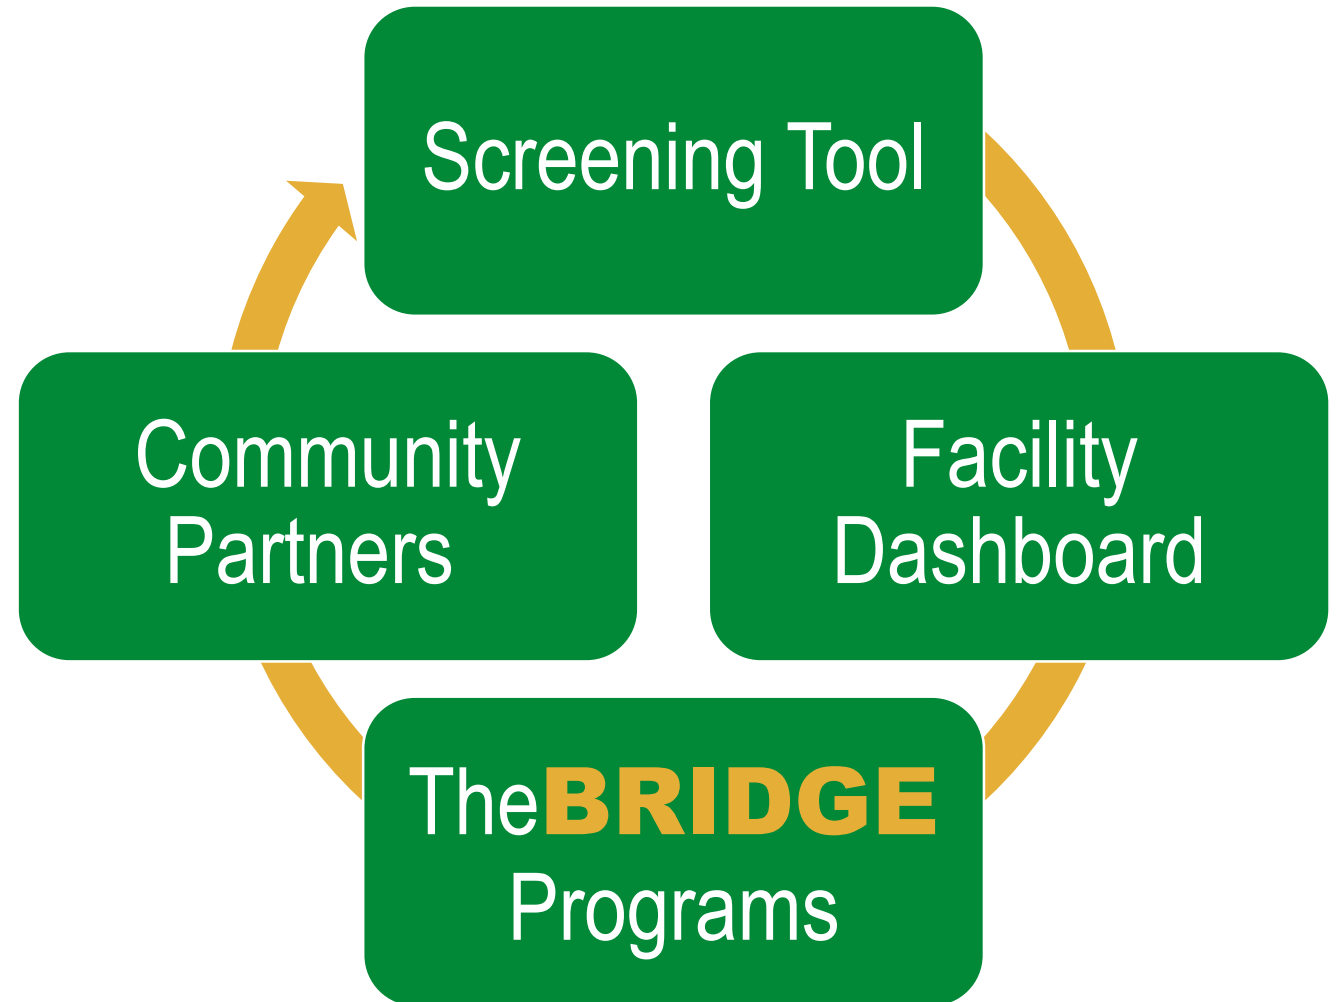 Screening Tool
Community
Partners
Facility
Dashboard
TheBRIDGE
Programs